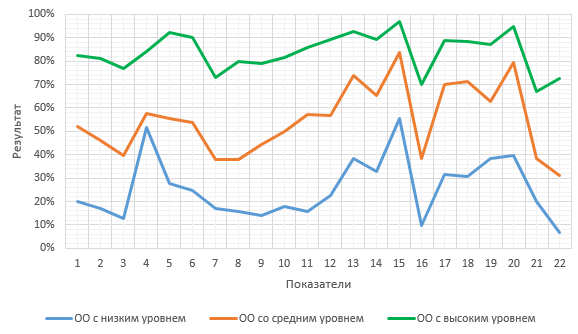 100%
90%
80%
70%
60%
50%
40%
30%
20%
10%
0%
Результат
1 2 3 4 5 6 7 8 9 10 11 12 13 14 15 16 17 18 19 20 21 22
Показатели
ОО с низким уровнем ОО со средним уровнем ОО с высоким уровнем